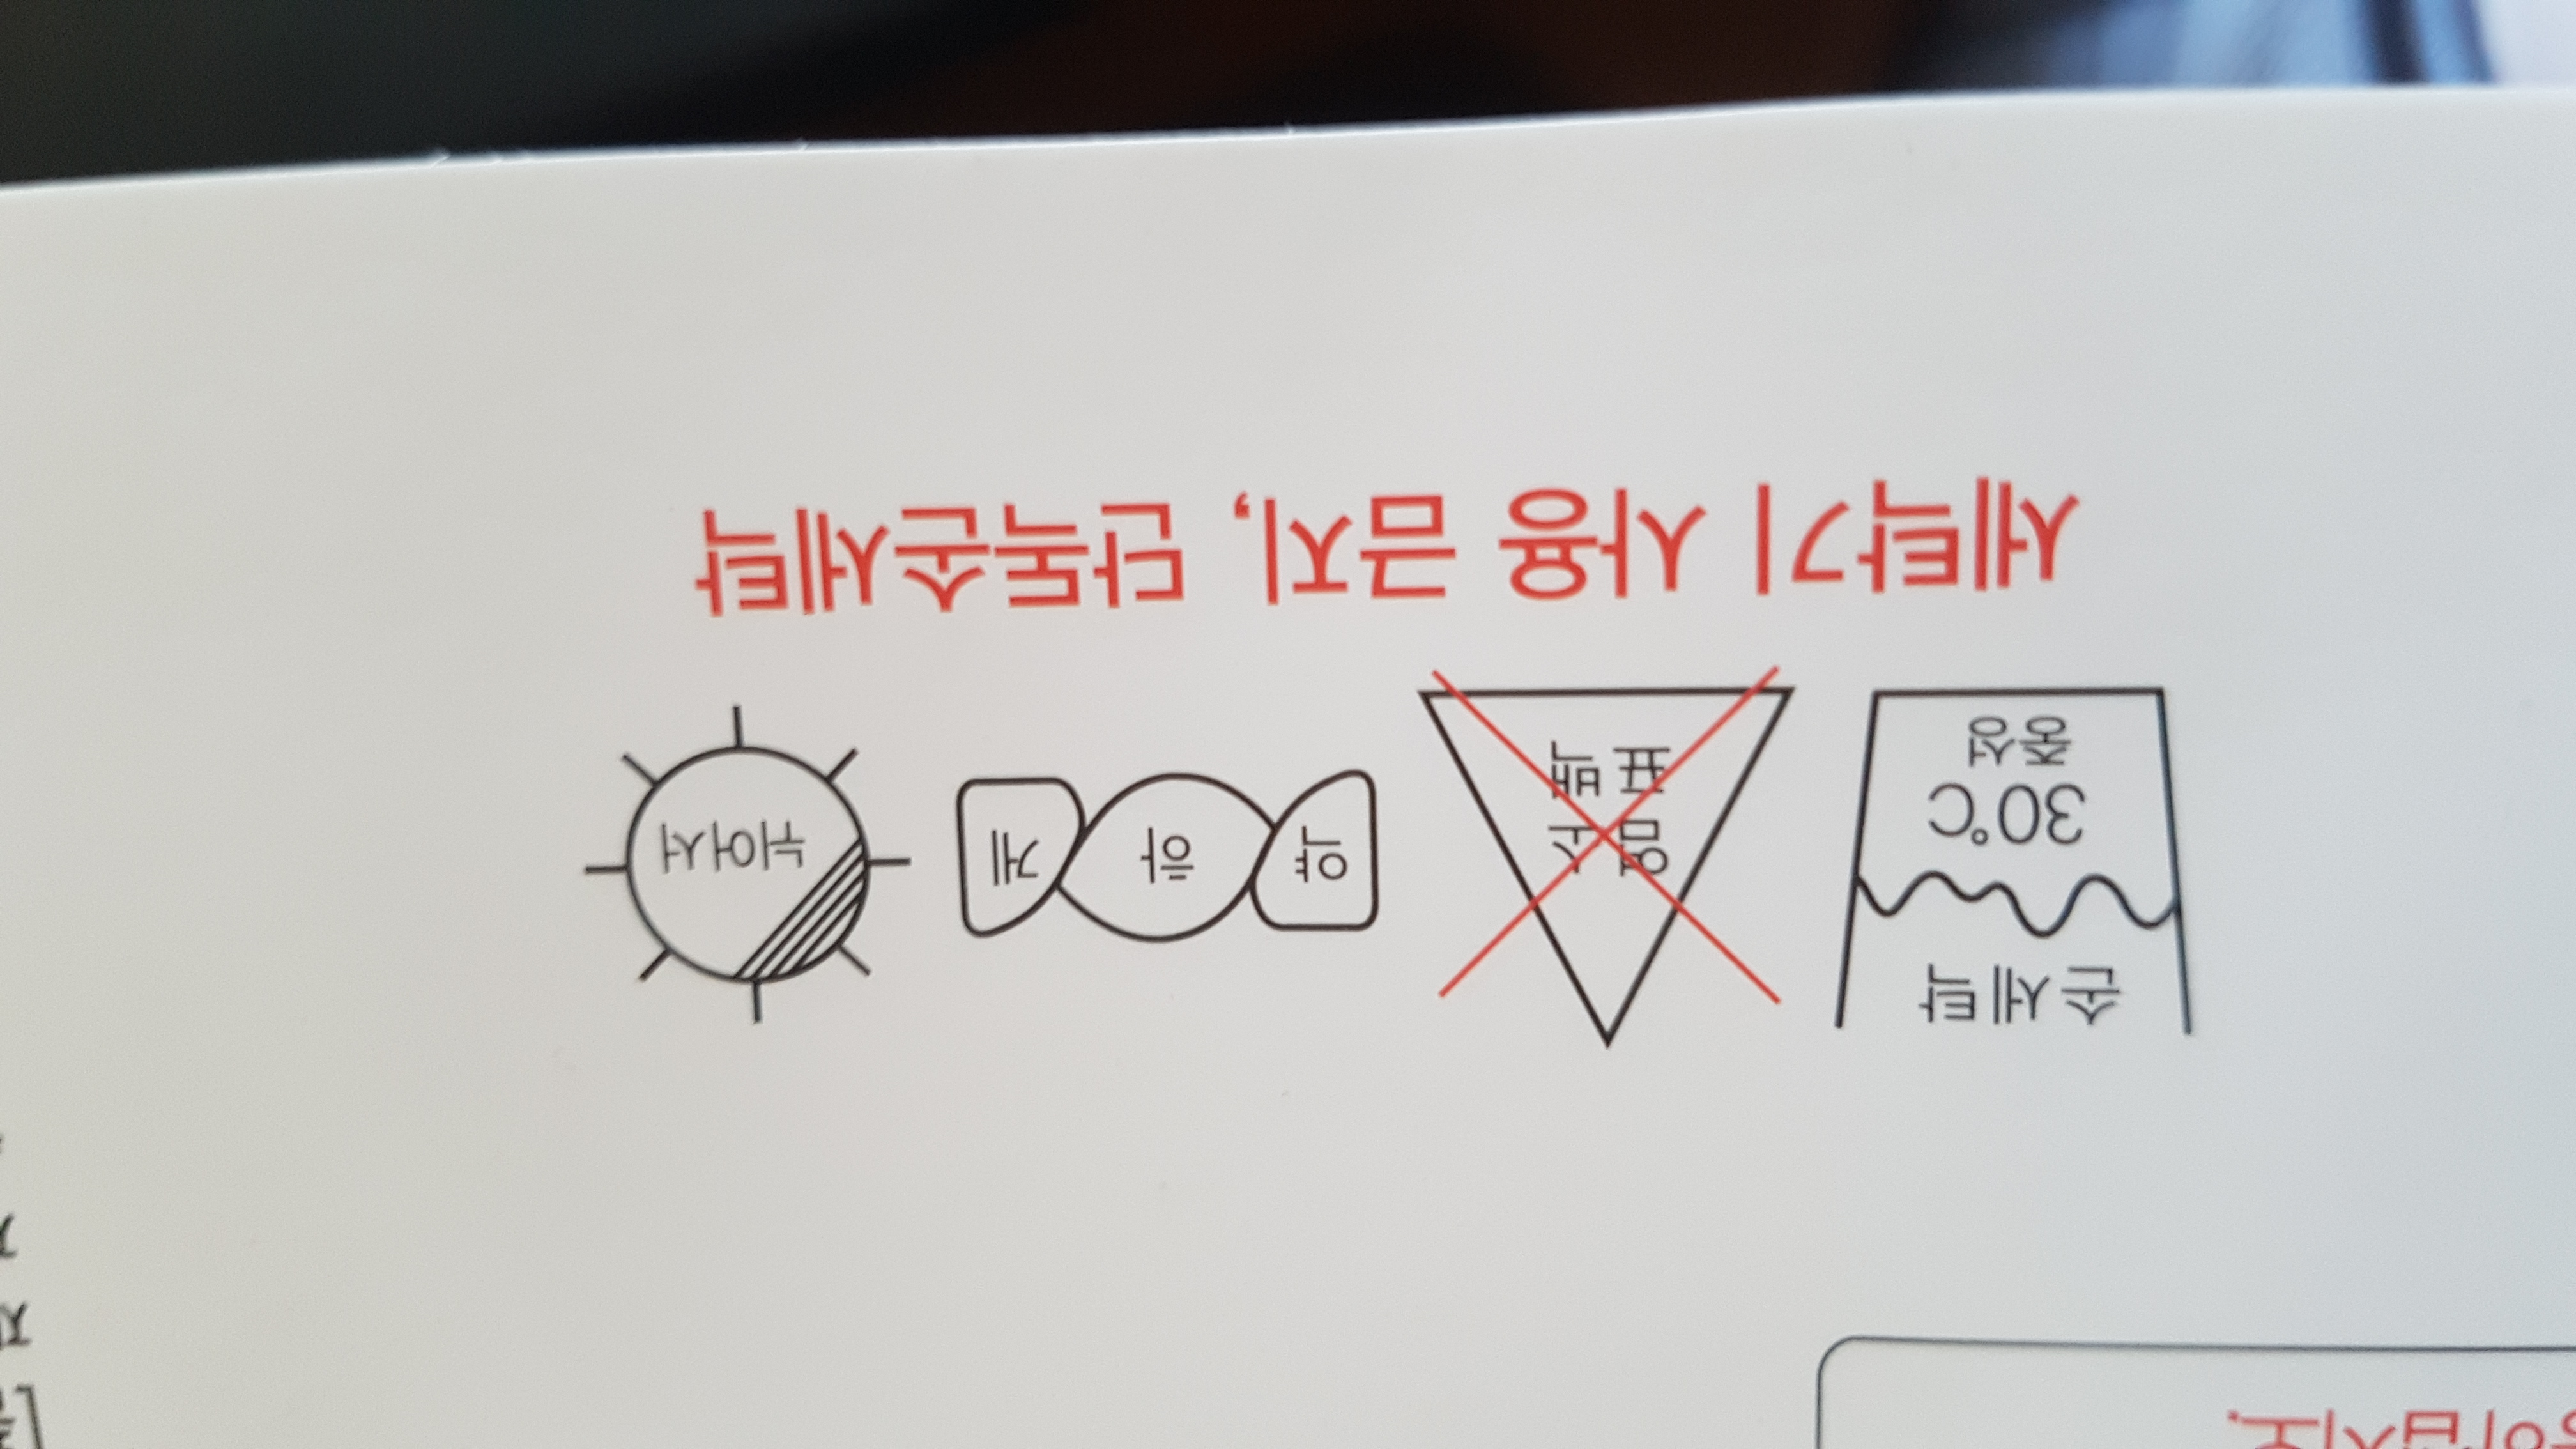 손세탁
30°C
중성
염소
표백
약 하 게
뉘어서
세탁기 사용 금지, 단독손세탁